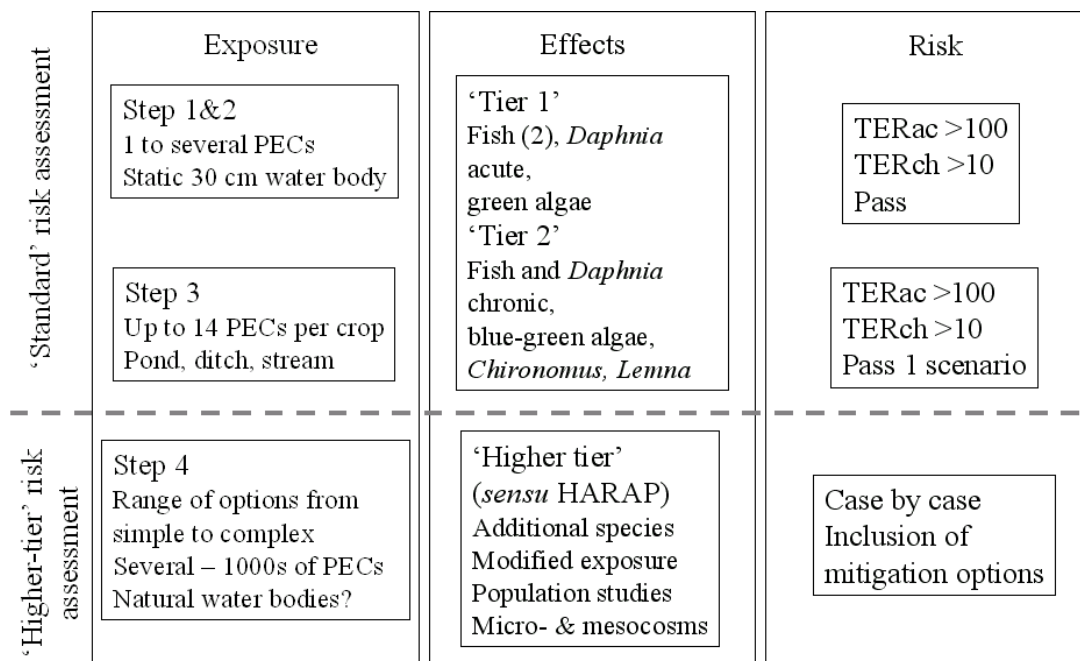 'Standard' risk assessment
Exposure
Step 1&2
1 to several PECs
Static 30 cm water body
Step 3
Up to 14 PECs per crop
Pond, ditch, stream
Effects
'Tier 1'
Fish (2), Daphnia
acute,
green algae
'Tier 2'
Fish and Daphnia
chronic,
blue-green algae,
Chironomus, Lemna
Risk
TERac >100
TERch >10
Pass
TERac >100
TERch >10
Pass 1 scenario
'Higher-tier' risk
assessment
Step 4
Range of options from
simple to complex
Several – 1000s of PECs
Natural water bodies?
'Higher tier'
(sensu HARAP)
Additional species
Modified exposure
Population studies
Micro- & mesocosms
Case by case
Inclusion of
mitigation options